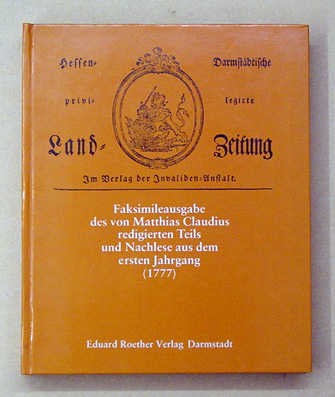 Hessen- Darmstädtische
privi- legirte
Land- Zeitung
Im Verlag der Invaliden-Anstalt.
Faksimileausgabe
des von Matthias Claudius
redigierten Teils
und Nachlese aus dem
ersten Jahrgang
(1777)
Eduard Roether Verlag Darmstadt